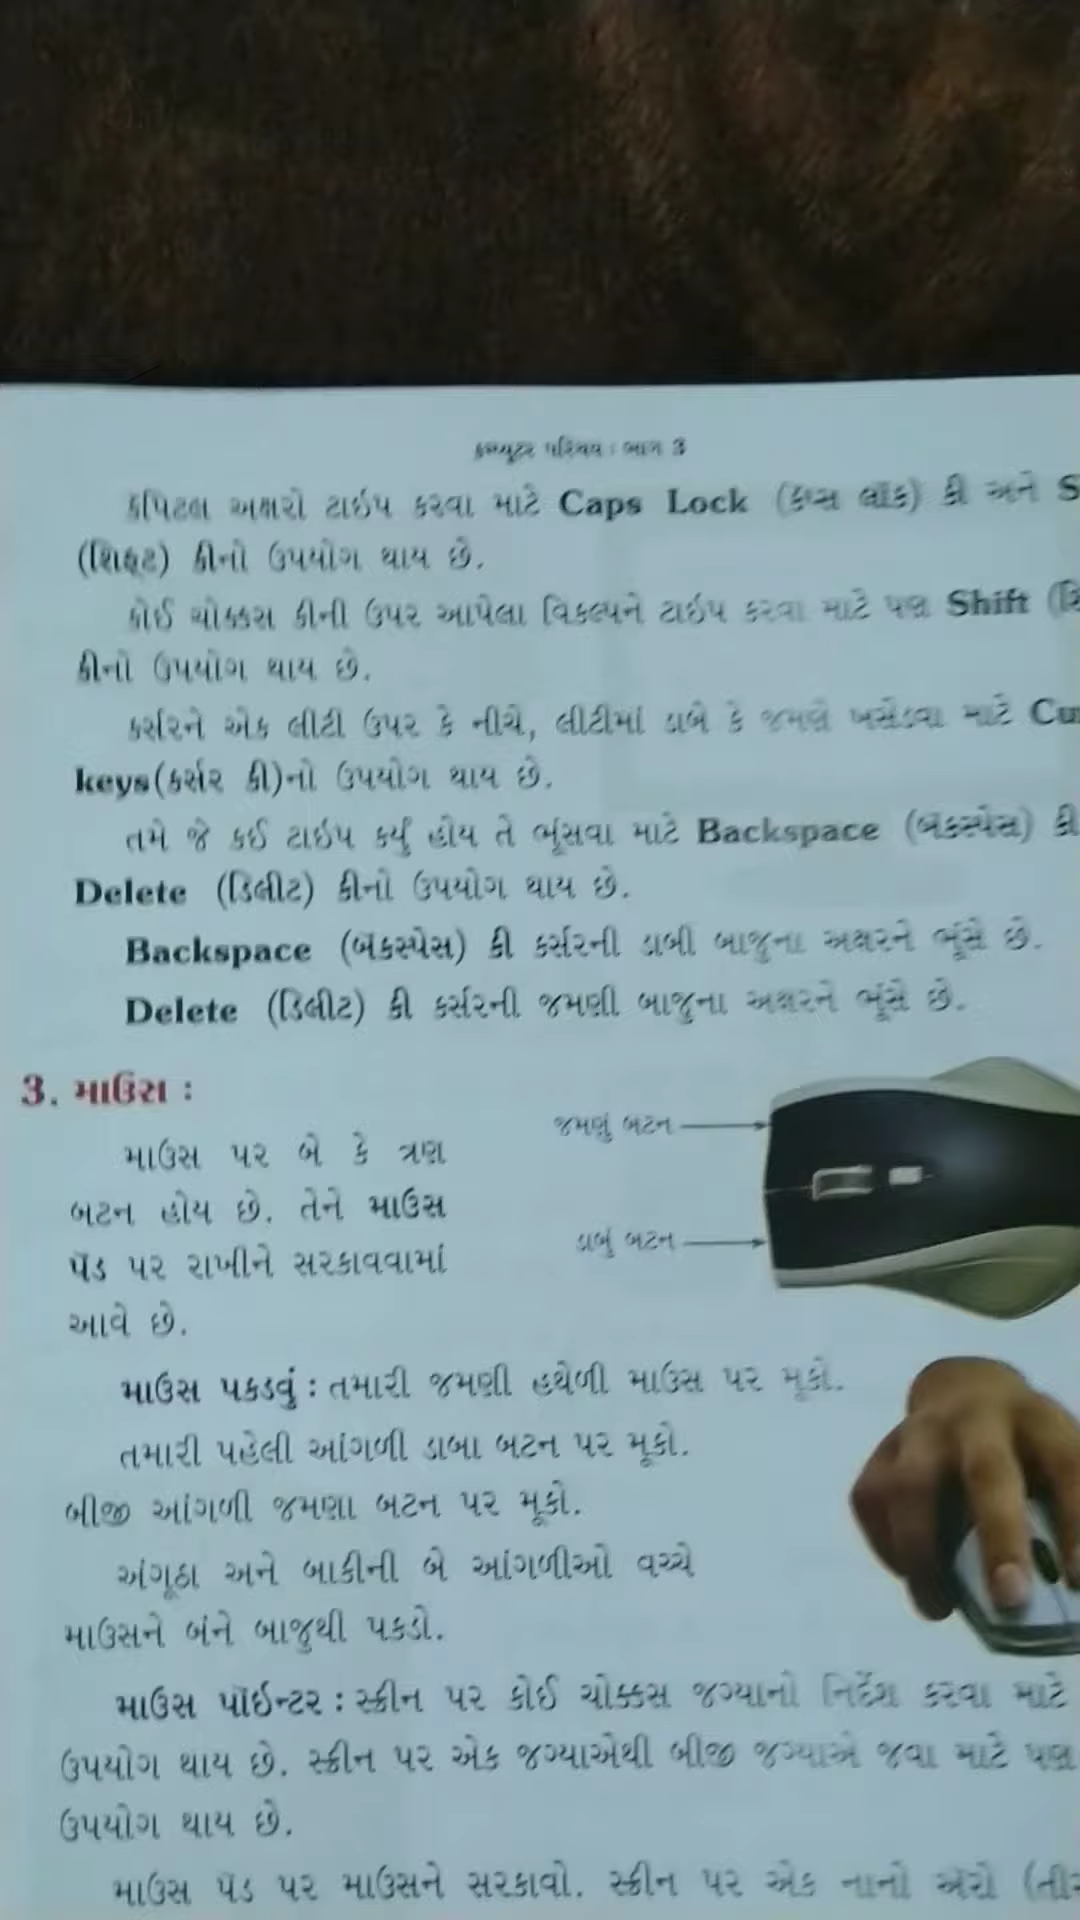 કમ્પ્યૂટર પરિચય : ભાગ 3
કૅપિટલ અક્ષરો ટાઇપ કરવા માટે Caps Lock (કૅપ્સ લૉક) કી અને S
(શિફ્ટ) કીનો ઉપયોગ થાય છે.
કોઈ ચોક્કસ કીની ઉપર આપેલા વિકલ્પને ટાઇપ કરવા માટે પણ Shift (શિ
કીનો ઉપયોગ થાય છે.
કર્સરને એક લીટી ઉપર કે નીચે, લીટીમાં ડાબે કે જમણે ખસેડવા માટે Cur
keys(કર્સર કી)નો ઉપયોગ થાય છે.
તમે જે કંઈ ટાઇપ કર્યું હોય તે ભૂંસવા માટે Backspace (બૅકસ્પેસ) કી
Delete (ડિલીટ) કીનો ઉપયોગ થાય છે.
Backspace (બૅકસ્પેસ) કી કર્સરની ડાબી બાજુના અક્ષરને ભૂંસે છે.
Delete (ડિલીટ) કી કર્સરની જમણી બાજુના અક્ષરને ભૂંસે છે.
3. માઉસ :
જમણું બટન
ડાબું બટન
માઉસ પર બે કે ત્રણ
બટન હોય છે. તેને માઉસ
પૅડ પર રાખીને સરકાવવામાં
આવે છે.
માઉસ પકડવું : તમારી જમણી હથેળી માઉસ પર મૂકો.
તમારી પહેલી આંગળી ડાબા બટન પર મૂકો.
બીજી આંગળી જમણા બટન પર મૂકો.
અંગૂઠા અને બાકીની બે આંગળીઓ વચ્ચે
માઉસને બંને બાજુથી પકડો.
માઉસ પૉઇન્ટર : સ્ક્રીન પર કોઈ ચોક્કસ જગ્યાનો નિર્દેશ કરવા માટે
ઉપયોગ થાય છે. સ્ક્રીન પર એક જગ્યાએથી બીજી જગ્યાએ જવા માટે પણ
ઉપયોગ થાય છે.
માઉસ પૅડ પર માઉસને સરકાવો. સ્ક્રીન પર એક નાનો ઍરો (તીર